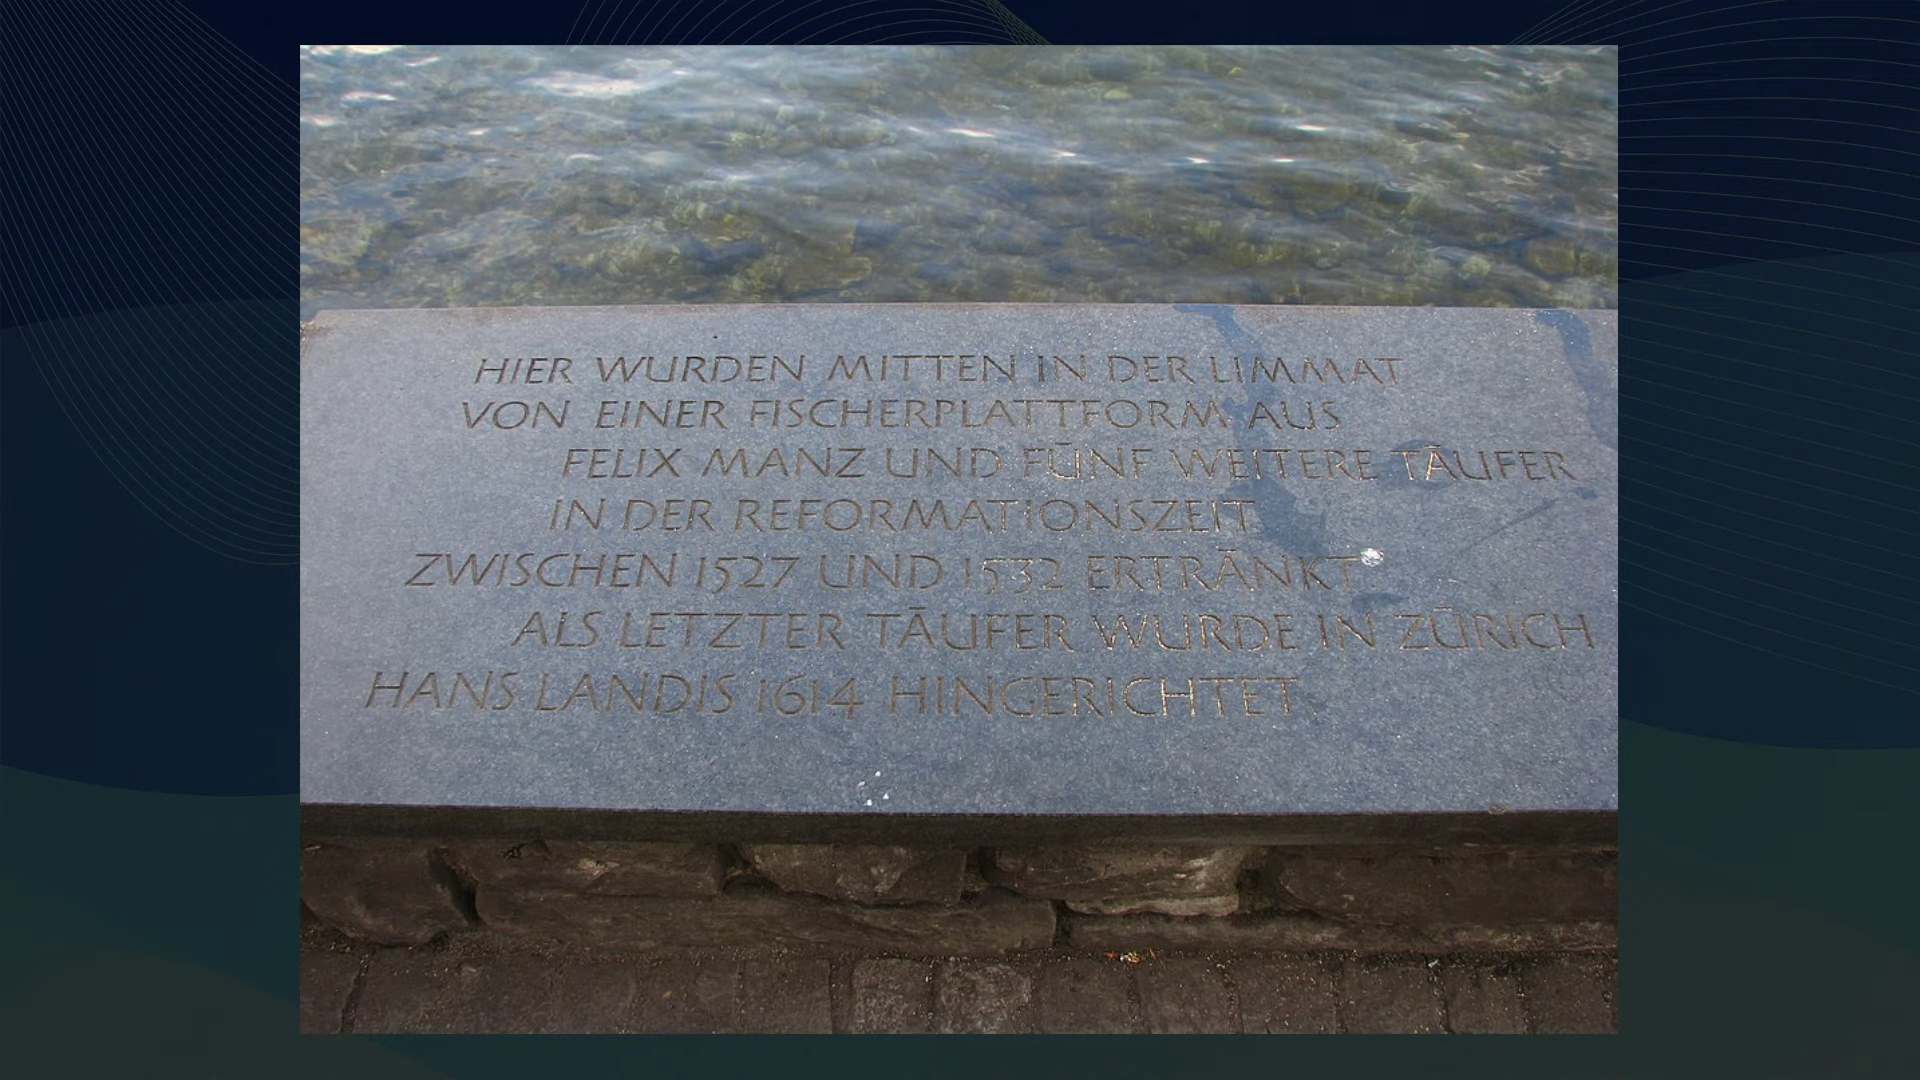 HIER WURDEN MITTEN IN DER LIMMAT
VON EINER FISCHERPLATTFORM AUS
FELIX MANZ UND FÜNF WEITERE TÄUFER
IN DER REFORMATIONSZEIT
ZWISCHEN 1527 UND 1532 ERTRÄNKT.
ALS LETZTER TÄUFER WURDE IN ZÜRICH
HANS LANDIS 1614 HINGERICHTET.